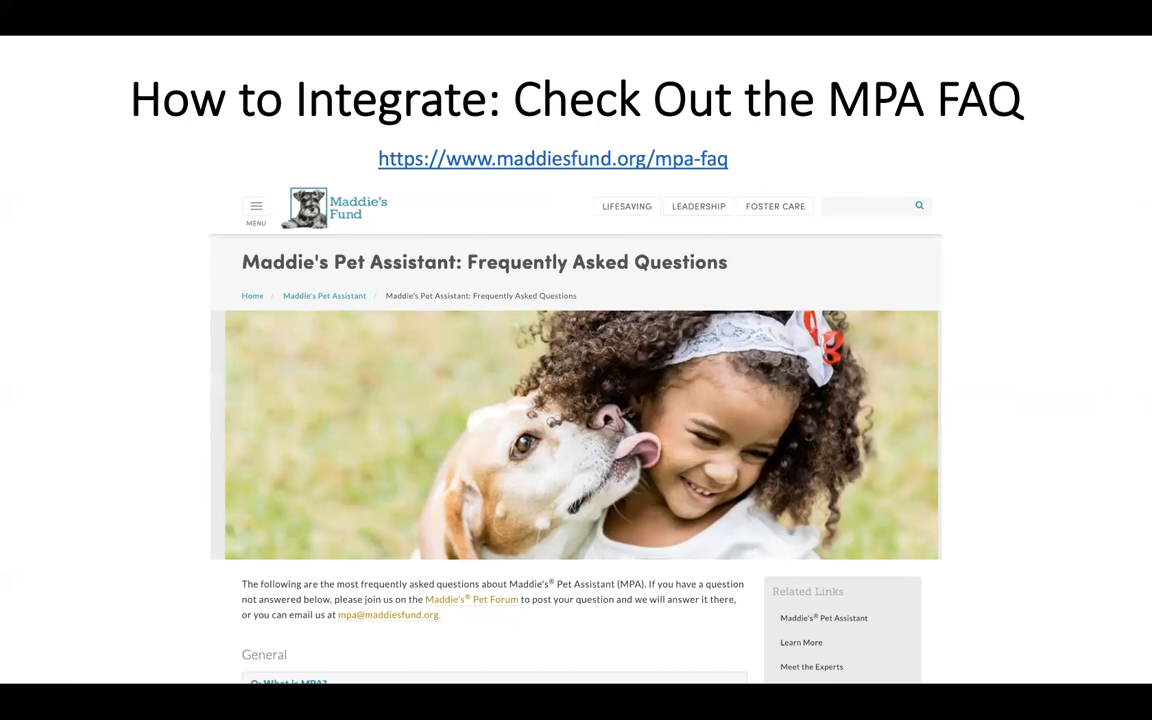 How to Integrate: Check Out the MPA FAQ
https://www.maddiesfund.org/mpa-faq
MENU
Maddie's
Fund
LIFESAVING LEADERSHIP FOSTER CARE
Maddie's Pet Assistant: Frequently Asked Questions
Home / Maddie's Pet Assistant / Maddie's Pet Assistant: Frequently Asked Questions
The following are the most frequently asked questions about Maddie's® Pet Assistant (MPA). If you have a question
not answered below, please join us on the Maddie's® Pet Forum to post your question and we will answer it there,
or you can email us at mpa@maddiesfund.org.
General
Q: What is MPA?
Related Links
Maddie's® Pet Assistant
Learn More
Meet the Experts